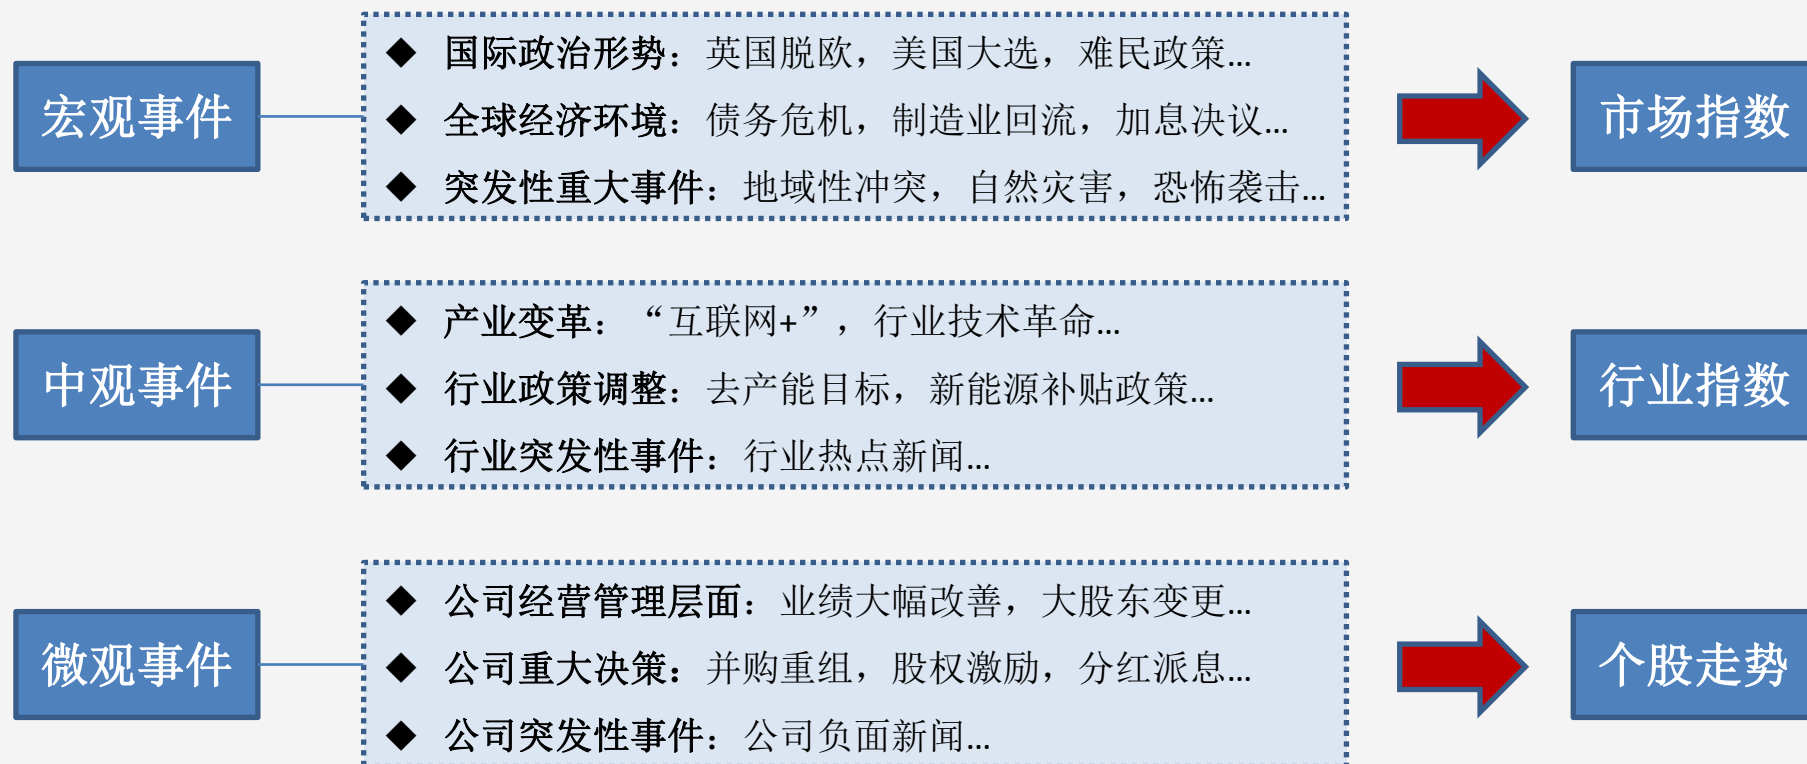 宏观事件
◆ 国际政治形势：英国脱欧，美国大选，难民政策...
◆ 全球经济环境：债务危机，制造业回流，加息决议...
◆ 突发性重大事件：地域性冲突，自然灾害，恐怖袭击...
市场指数
中观事件
◆ 产业变革：“互联网+”，行业技术革命...
◆ 行业政策调整：去产能目标，新能源补贴政策...
◆ 行业突发性事件：行业热点新闻...
行业指数
微观事件
◆ 公司经营管理层面：业绩大幅改善，大股东变更...
◆ 公司重大决策：并购重组，股权激励，分红派息...
◆ 公司突发性事件：公司负面新闻...
个股走势